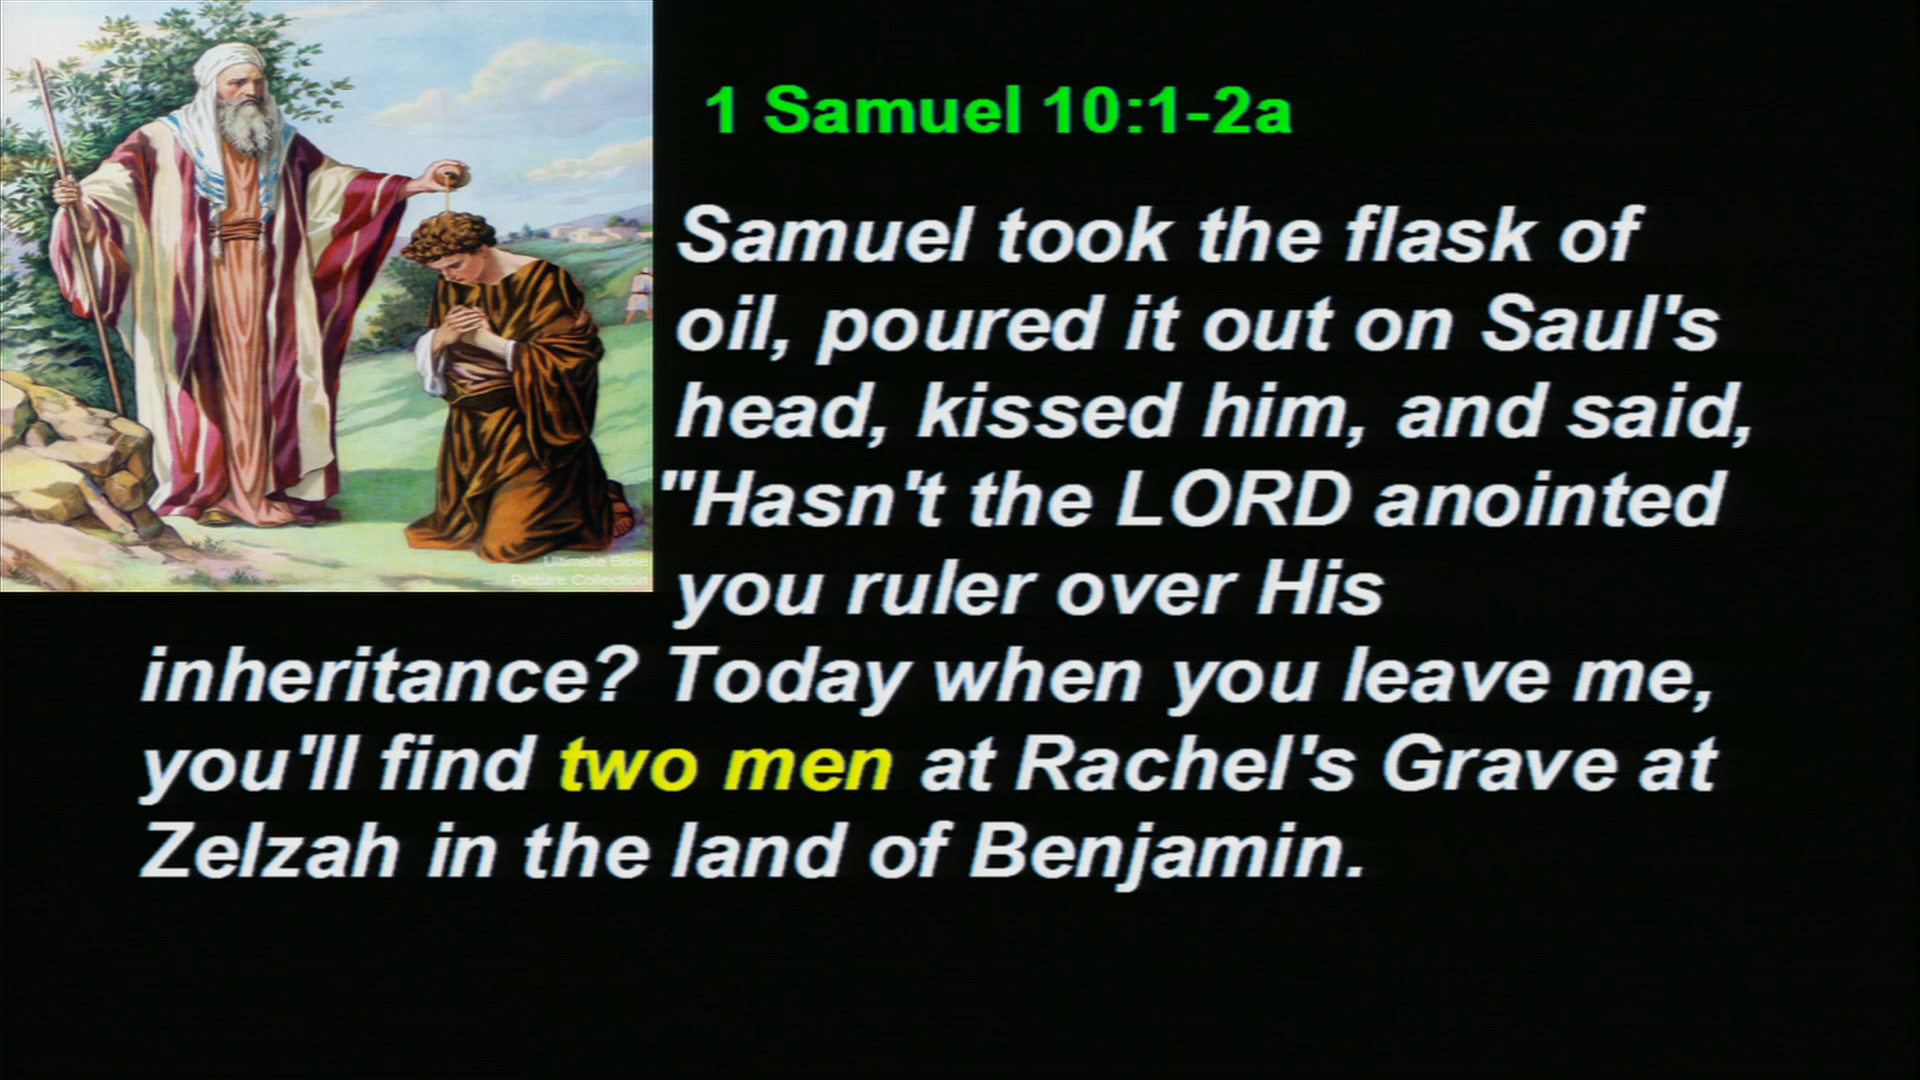 1 Samuel 10:1-2a
Samuel took the flask of
oil, poured it out on Saul's
head, kissed him, and said,
"Hasn't the LORD anointed
you ruler over His
inheritance? Today when you leave me,
you'll find two men at Rachel's Grave at
Zelzah in the land of Benjamin.
Ultimate Bible
Picture Collection